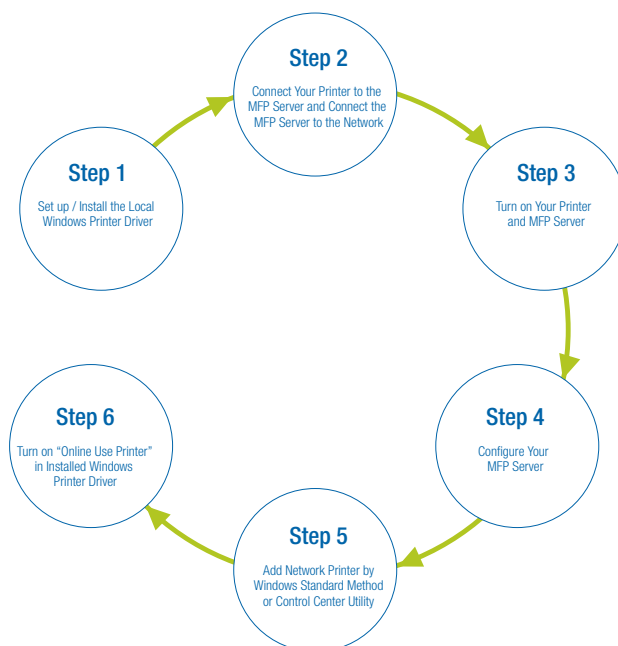 Step 1
Set up / Install the Local
Windows Printer Driver
Step 2
Connect Your Printer to the
MFP Server and Connect the
MFP Server to the Network
Step 3
Turn on Your Printer
and MFP Server
Step 4
Configure Your
MFP Server
Step 5
Add Network Printer by
Windows Standard Method
or Control Center Utility
Step 6
Turn on “Online Use Printer”
in Installed Windows
Printer Driver